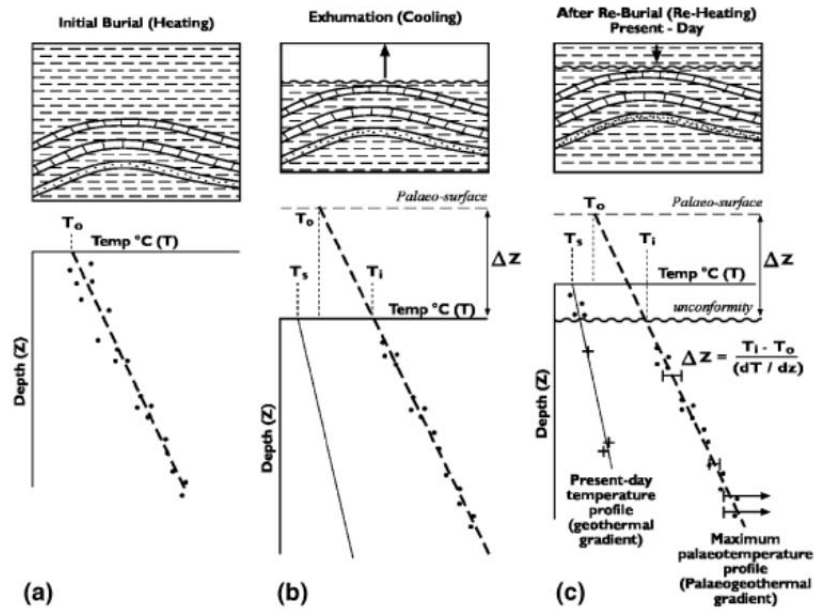 Initial Burial (Heating)
Exhumation (Cooling)
After Re-Burial (Re-Heating)
Present - Day
To
Temp °C (T)
Depth (Z)
(a)
Palaeo-surface
To
ΔZ
Ts
Ti
Temp °C (T)
Depth (Z)
(b)
To
Palaeo-surface
Ts
Ti
ΔZ
Temp °C (T)
unconformity
ΔZ = Ti - To
(dT / dz)
Depth (Z)
Present-day
temperature
profile
(geothermal
gradient)
Maximum
palaeotemperature
profile
(Palaeogeothermal
gradient)
(c)